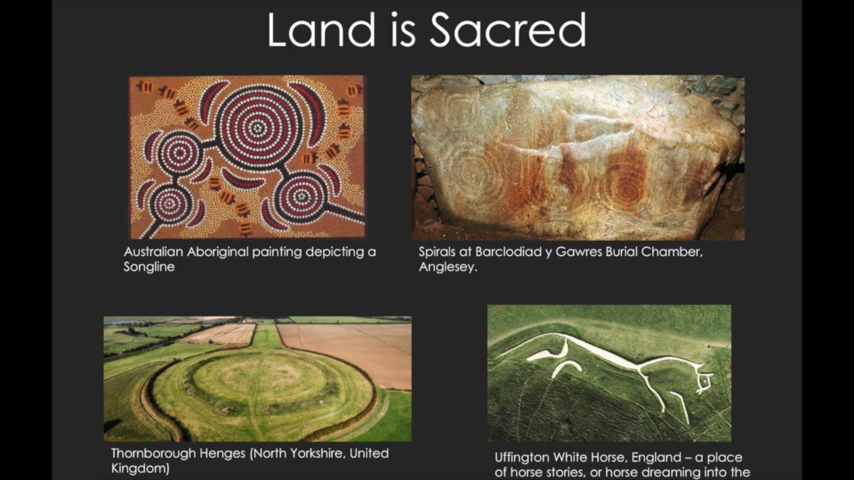 Land is Sacred
Australian Aboriginal painting depicting a
Songline
Spirals at Barclodiad y Gawres Burial Chamber,
Anglesey.
Thornborough Henges (North Yorkshire, United
Kingdom)
Uffington White Horse, England – a place
of horse stories, or horse dreaming into the